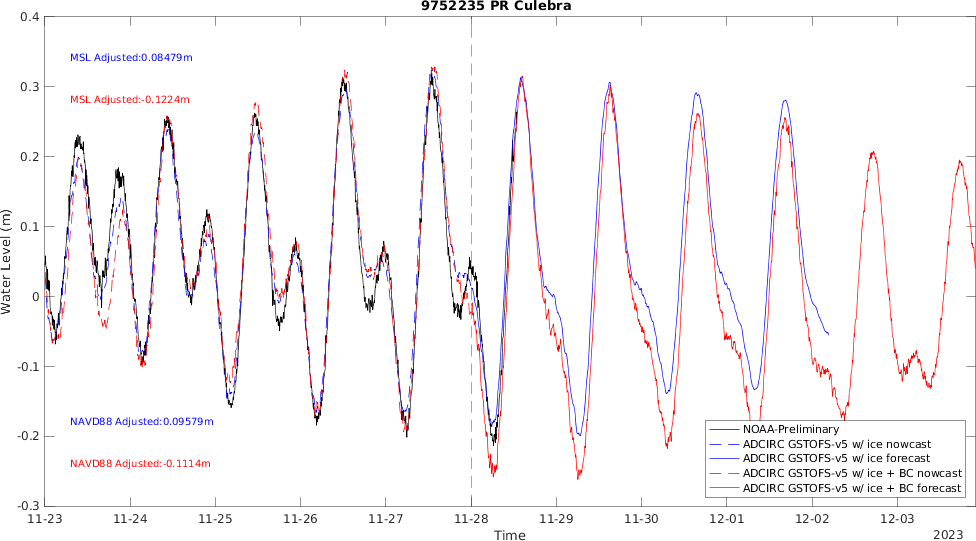 9752235 PR Culebra
0.4
0.3
0.2
0.1
0
-0.1
-0.2
-0.3
Water Level (m)
MSL Adjusted:0.08479m
MSL Adjusted:-0.1224m
NAVD88 Adjusted:0.09579m
NAVD88 Adjusted:-0.1114m
NOAA-Preliminary
ADCIRC GSTOFS-v5 w/ ice nowcast
ADCIRC GSTOFS-v5 w/ ice forecast
ADCIRC GSTOFS-v5 w/ ice + BC nowcast
ADCIRC GSTOFS-v5 w/ ice + BC forecast
11-23 11-24 11-25 11-26 11-27 11-28 11-29 11-30 12-01 12-02 12-03
Time
2023